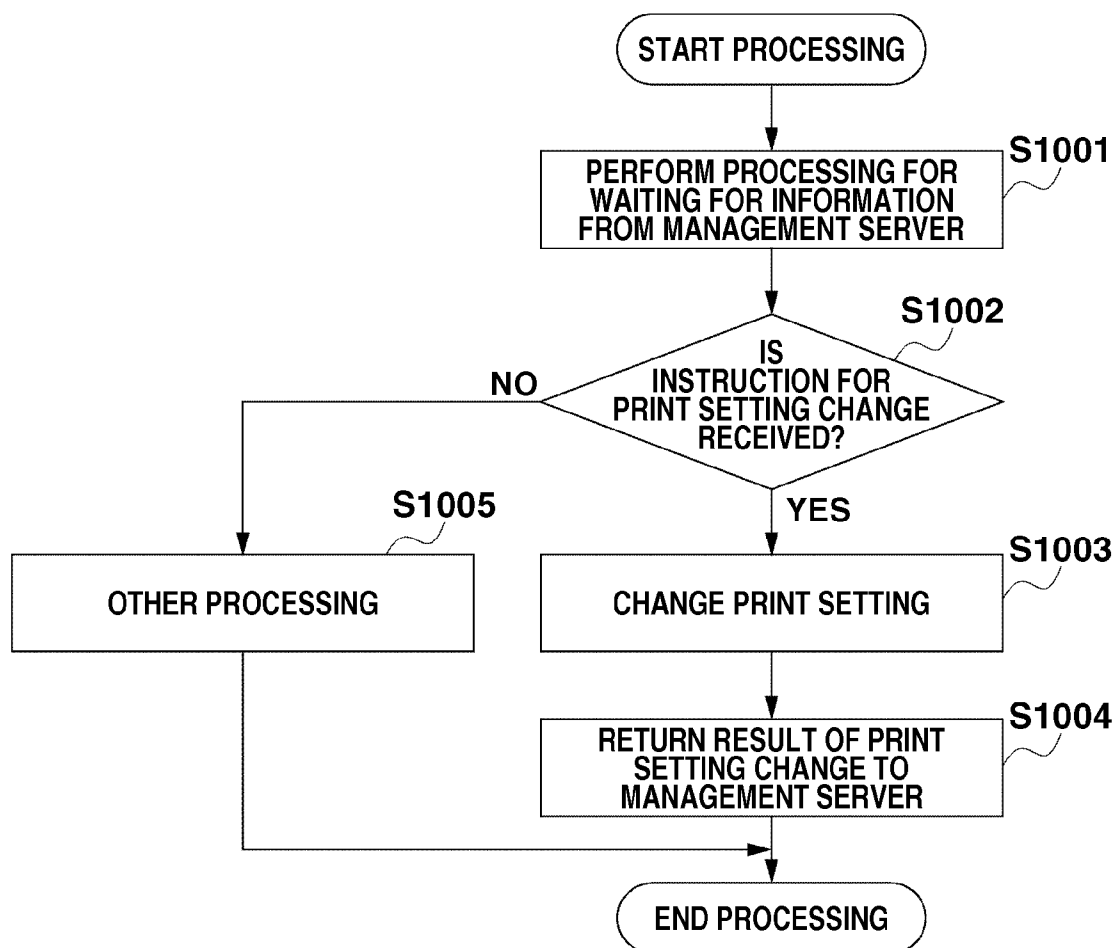 START PROCESSING
S1001
PERFORM PROCESSING FOR
WAITING FOR INFORMATION
FROM MANAGEMENT SERVER
S1002
IS
INSTRUCTION FOR
PRINT SETTING CHANGE
RECEIVED?
NO
YES
S1005
OTHER PROCESSING
S1003
CHANGE PRINT SETTING
S1004
RETURN RESULT OF PRINT
SETTING CHANGE TO
MANAGEMENT SERVER
END PROCESSING